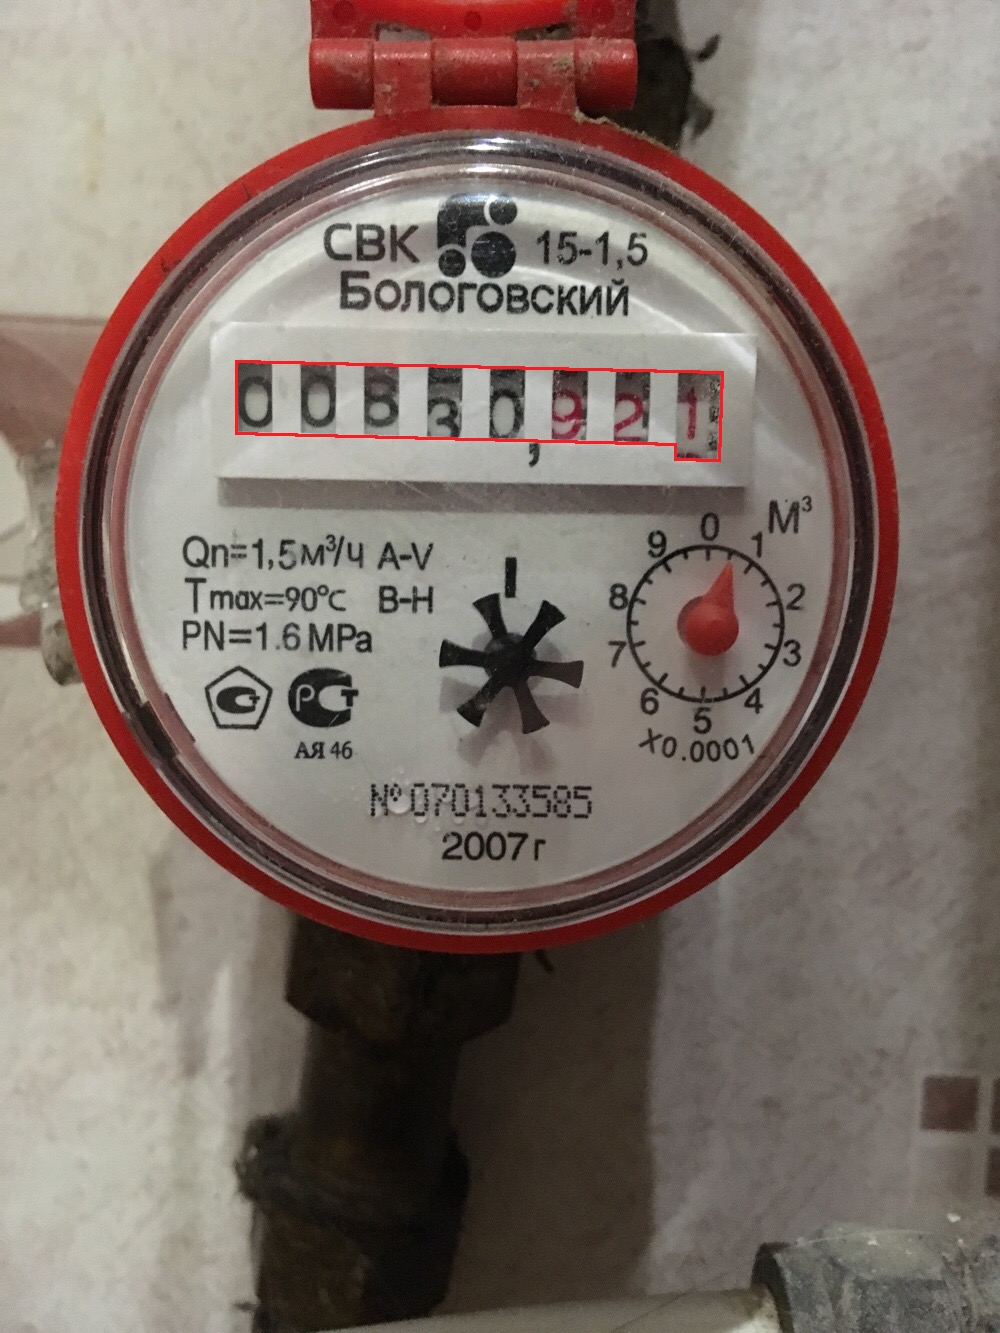 СВК 15-1,5
БОЛОГОВСКИЙ
00830,921
М³
Qn=1,5м³/ч A-V
Tmax=90°C B-H
PN=1.6 MPa
0 1 2 3 4 5 6 7 8 9
X0.0001
РСТ
АЯ 46
№070133585
2007г